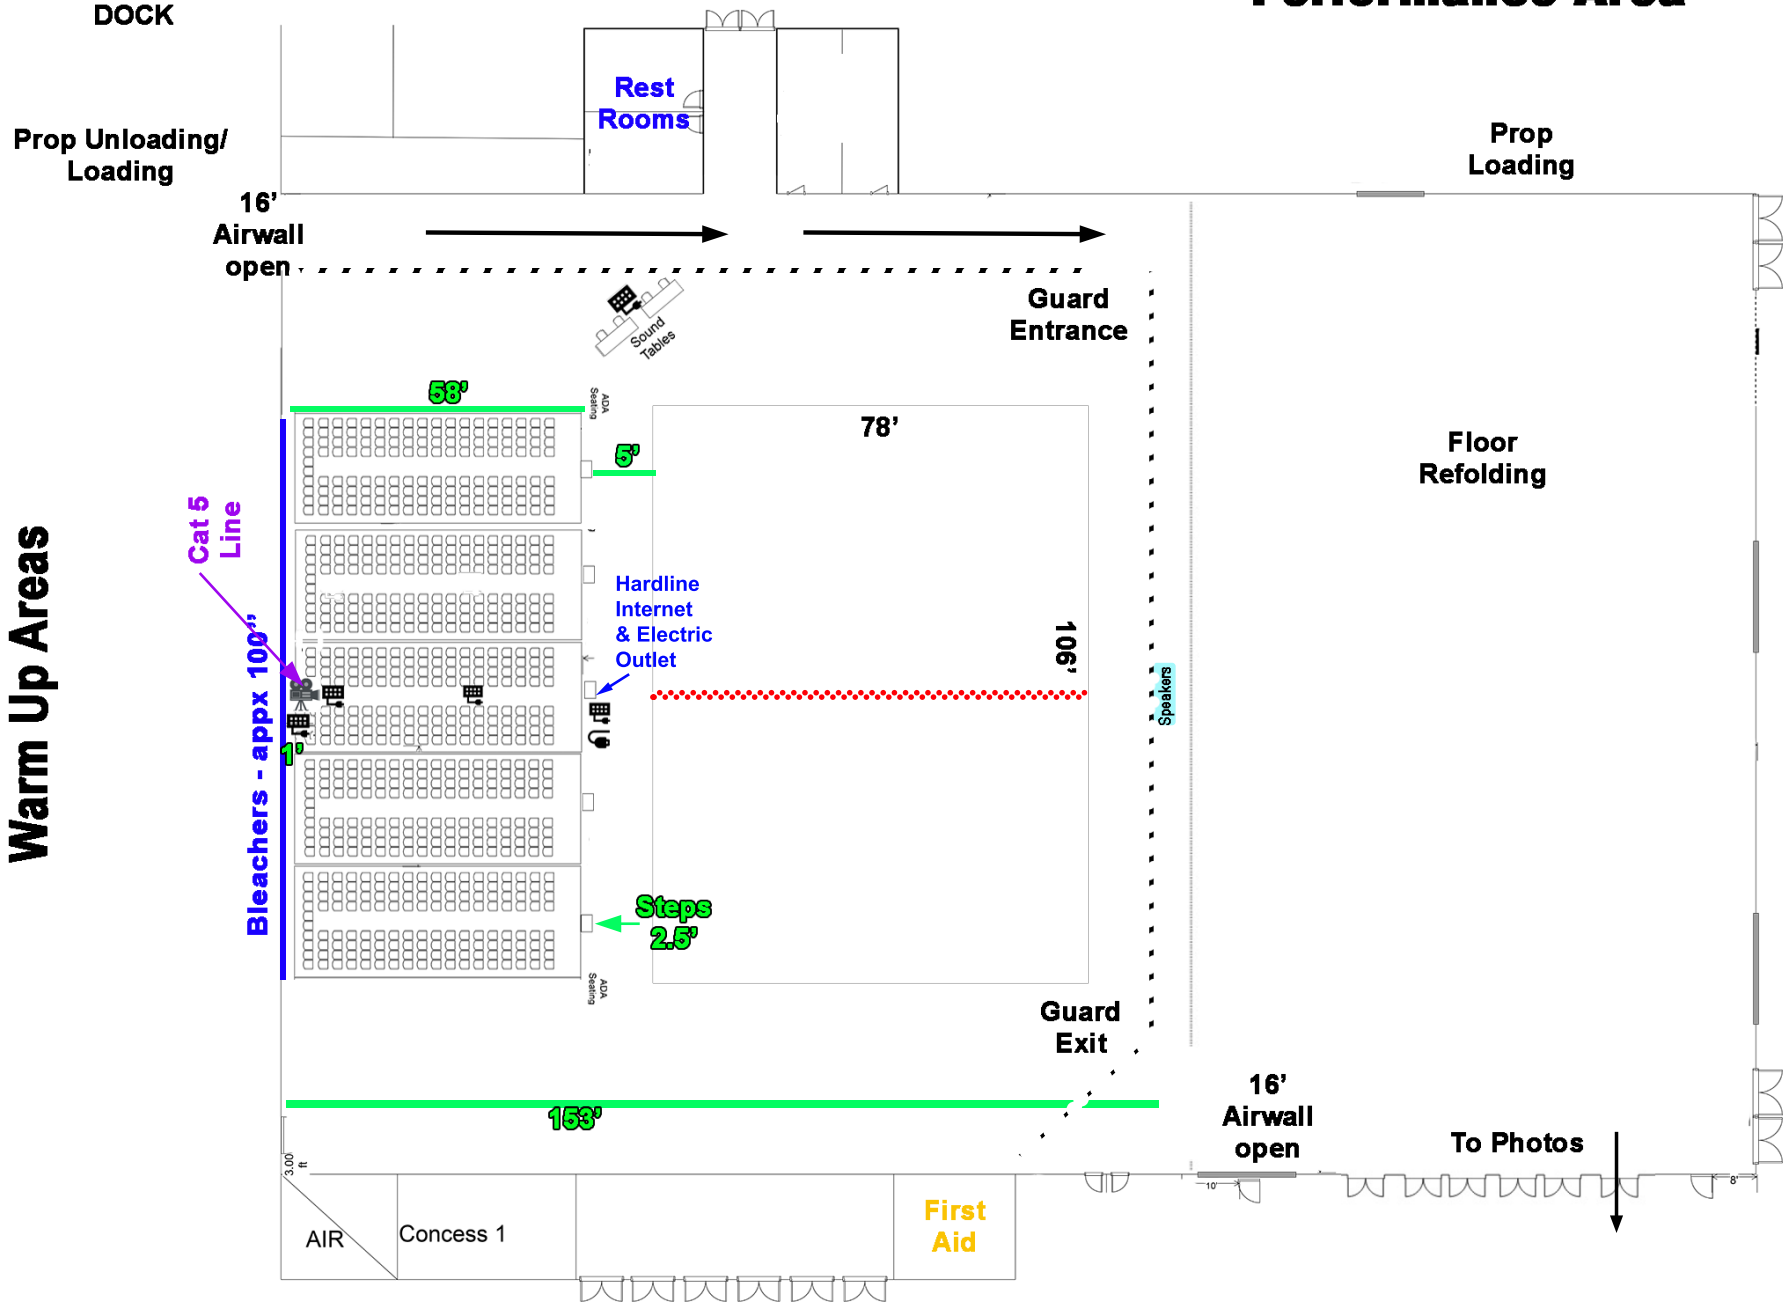 DOCK
Performance Area
Rest
Rooms
Prop Unloading/
Loading
Prop
Loading
16’
Airwall
open
Guard
Entrance
Sound
Tables
58’
ADA
Seating
78’
5’
Floor
Refolding
Cat 5
Line
Hardline
Internet
& Electric
Outlet
Warm Up Areas
Bleachers - appx 100”
106’
Speakers
1’
Steps
2.5’
ADA
Seating
Guard
Exit
153’
16’
Airwall
open
To Photos
3.00
ft
10'
8'
AIR
Concess 1
First
Aid